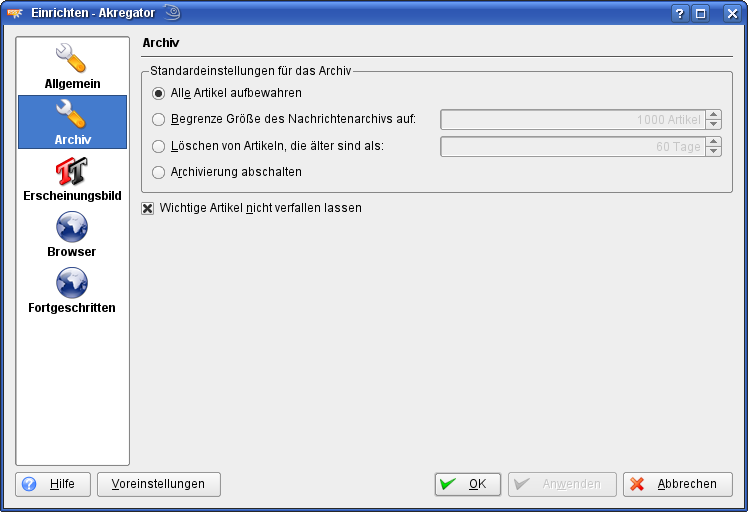 Einrichten - Akregator
Allgemein
Archiv
Erscheinungsbild
Browser
Fortgeschritten
Archiv
Standardeinstellungen für das Archiv
Alle Artikel aufbewahren
Begrenze Größe des Nachrichtenarchivs auf: 1000 Artikel
Löschen von Artikeln, die älter sind als: 60 Tage
Archivierung abschalten
Wichtige Artikel nicht verfallen lassen
Hilfe Voreinstellungen OK Anwenden Abbrechen